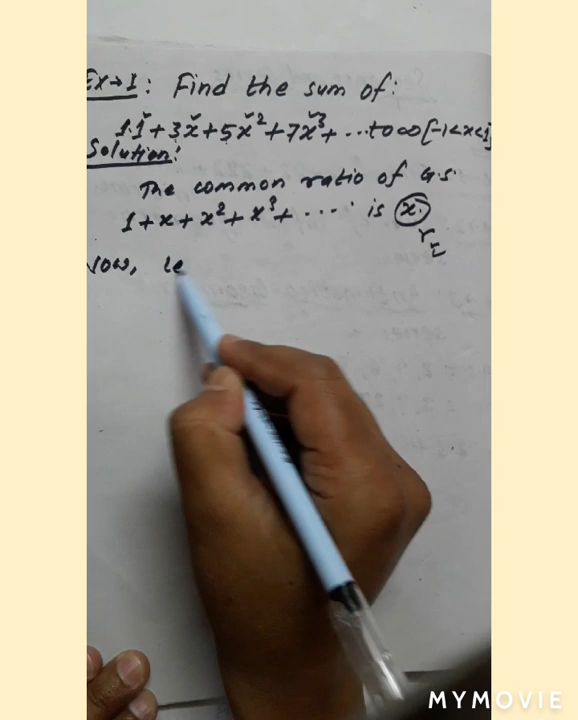 Ex→1: Find the sum of:
1.1+3x+5x²+7x³+...to∞[-1<x<1]
Solution:
The common ratio of G.S.
1+x+x²+x³+.... is x.
r
Now, le
MYMOVIE